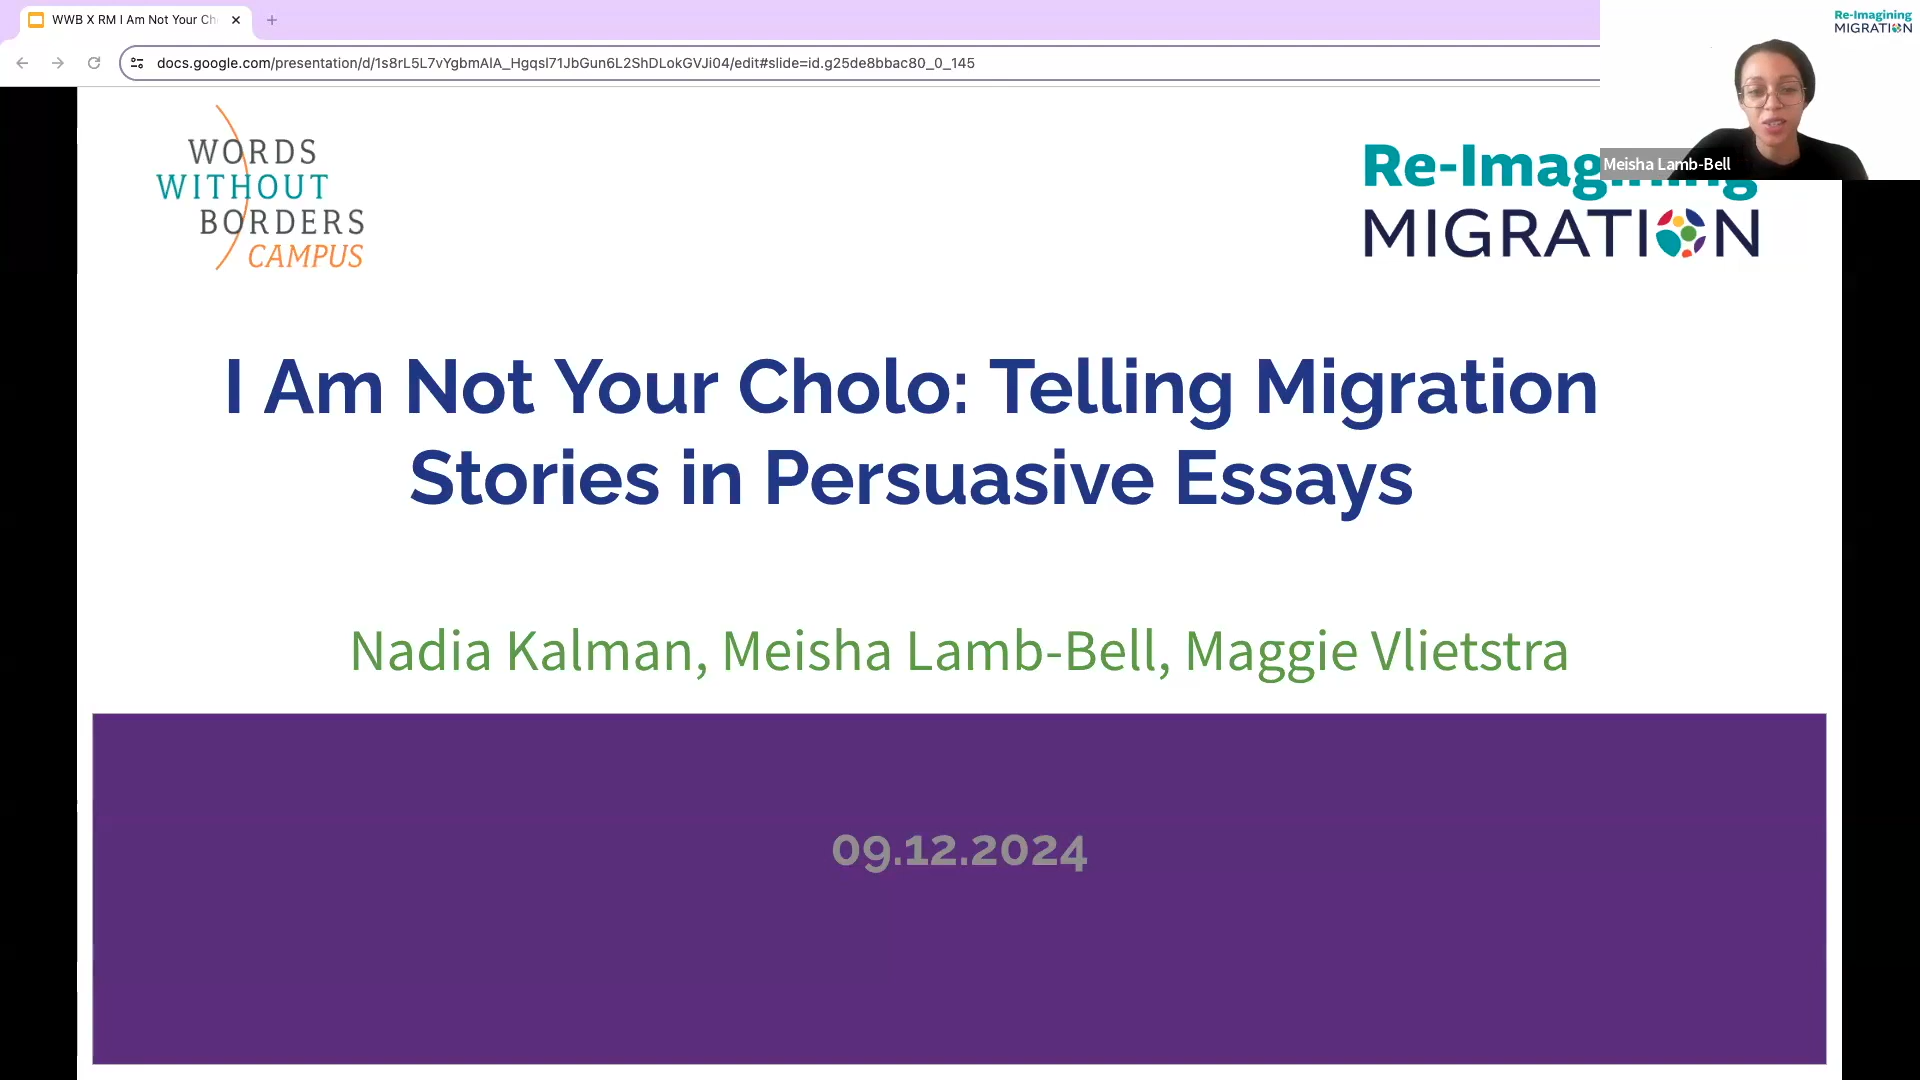 WWB X RM I Am Not Your Ch
docs.google.com/presentation/d/1s8rL5L7vYgbmAIA_HgqsI71JbGun6L2ShDLokGVJi04/edit#slide=id.g25de8bbac80_0_145
Re-Imagining
MIGRATION
Meisha Lamb-Bell
WORDS
WITHOUT
BORDERS
CAMPUS
Re-Imagining
MIGRATION
I Am Not Your Cholo: Telling Migration
Stories in Persuasive Essays
Nadia Kalman, Meisha Lamb-Bell, Maggie Vlietstra
09.12.2024